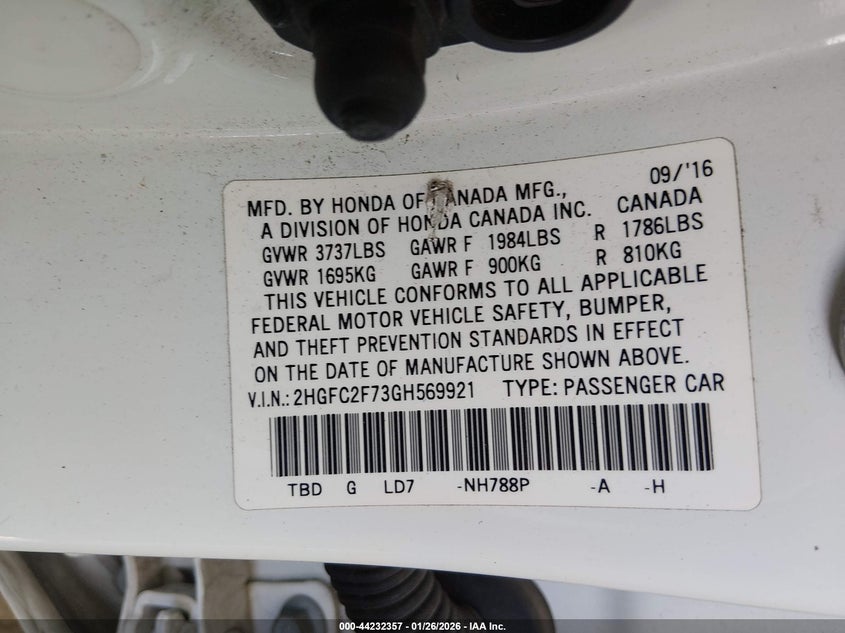 09/'16
MFD. BY HONDA OF CANADA MFG.,
A DIVISION OF HONDA CANADA INC. CANADA
GVWR 3737LBS GAWR F 1984LBS R 1786LBS
GVWR 1695KG GAWR F 900KG R 810KG
THIS VEHICLE CONFORMS TO ALL APPLICABLE
FEDERAL MOTOR VEHICLE SAFETY, BUMPER,
AND THEFT PREVENTION STANDARDS IN EFFECT
ON THE DATE OF MANUFACTURE SHOWN ABOVE.
V.I.N.: 2HGFC2F73GH569921 TYPE: PASSENGER CAR
TBD G LD7 -NH788P -A -H
000-44232357 - 01/26/2026 - IAA Inc.